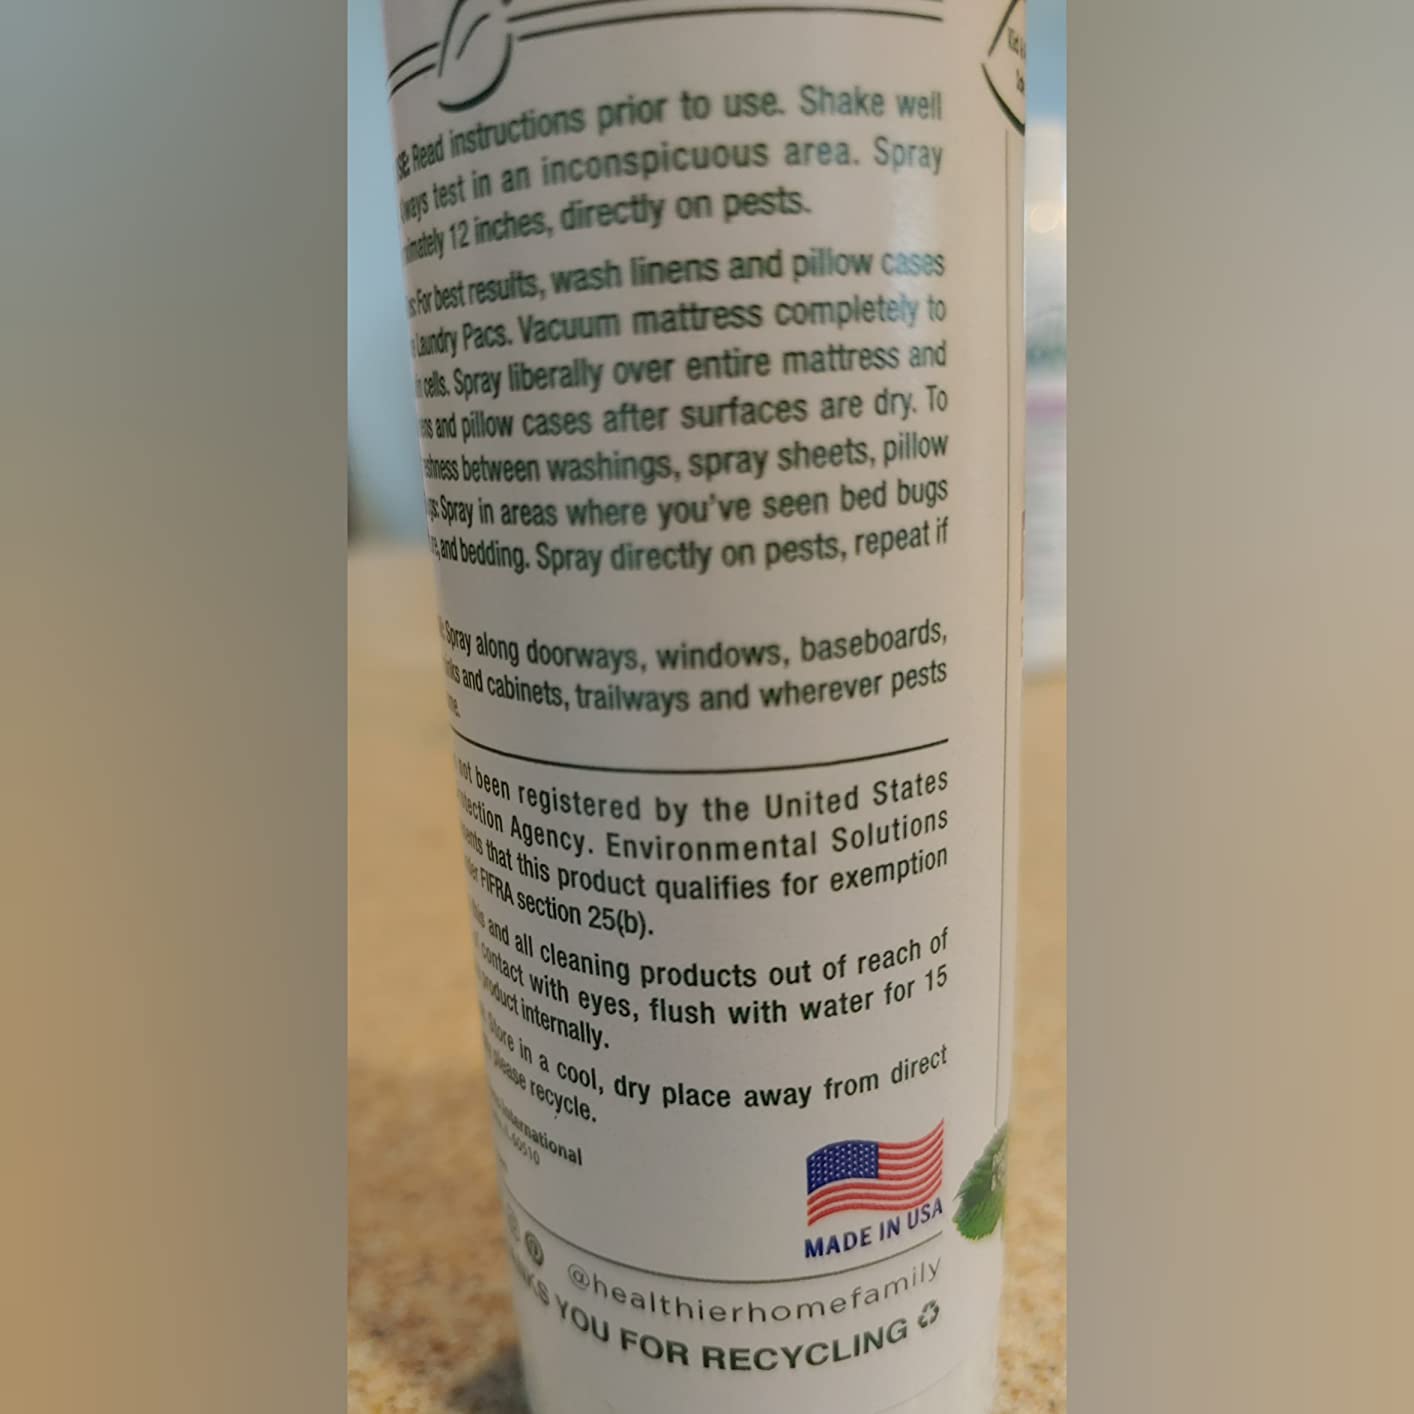 Read instructions prior to use. Shake well
test in an inconspicuous area. Spray
12 inches, directly on pests.
For best results, wash linens and pillow cases
Laundry Pacs. Vacuum mattress completely to
cells. Spray liberally over entire mattress and
and pillow cases after surfaces are dry. To
between washings, spray sheets, pillow
Spray in areas where you've seen bed bugs
and bedding. Spray directly on pests, repeat if
Spray along doorways, windows, baseboards,
and cabinets, trailways and wherever pests
not been registered by the United States
Agency. Environmental Solutions
that this product qualifies for exemption
FIFRA section 25(b).
and all cleaning products out of reach of
contact with eyes, flush with water for 15
product internally.
Store in a cool, dry place away from direct
please recycle.
International
60510
MADE IN USA
@healthierhomefamily
YOU FOR RECYCLING